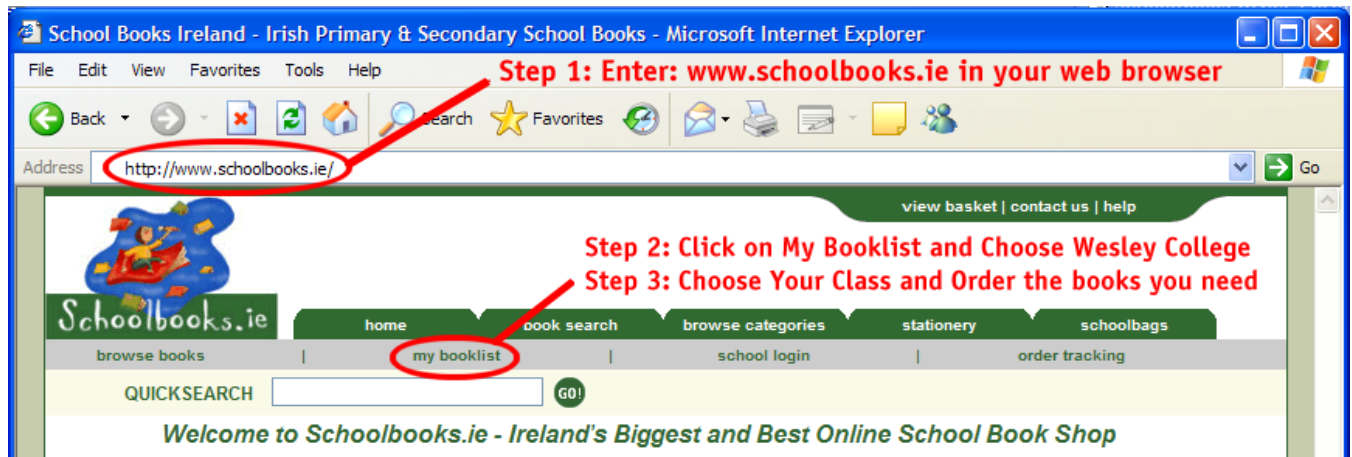 School Books Ireland - Irish Primary & Secondary School Books - Microsoft Internet Explorer
File Edit View Favorites Tools Help
Step 1: Enter: www.schoolbooks.ie in your web browser
Back Search Favorites
Address http://www.schoolbooks.ie/ Go
view basket | contact us | help
Step 2: Click on My Booklist and Choose Wesley College
Step 3: Choose Your Class and Order the books you need
Schoolbooks.ie
home book search browse categories stationery schoolbags
browse books | my booklist | school login | order tracking
QUICKSEARCH GO!
Welcome to Schoolbooks.ie - Ireland's Biggest and Best Online School Book Shop